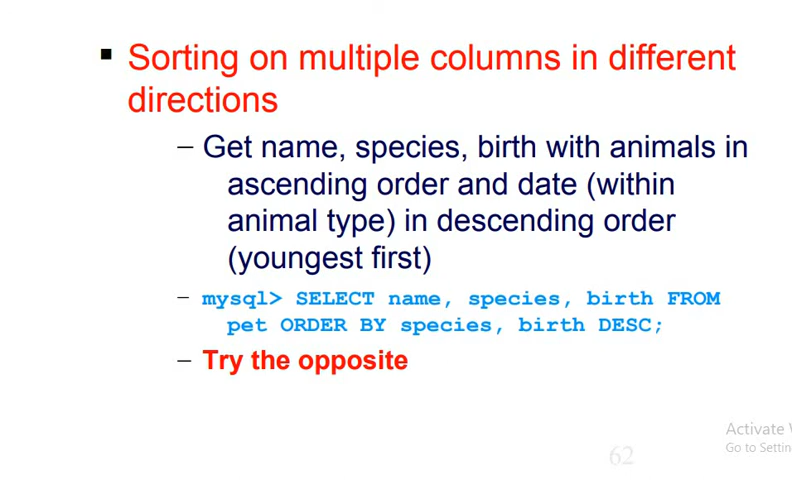 ▪ Sorting on multiple columns in different
directions
– Get name, species, birth with animals in
ascending order and date (within
animal type) in descending order
(youngest first)
– mysql> SELECT name, species, birth FROM
pet ORDER BY species, birth DESC;
– Try the opposite
Activate
Go to Settin
62